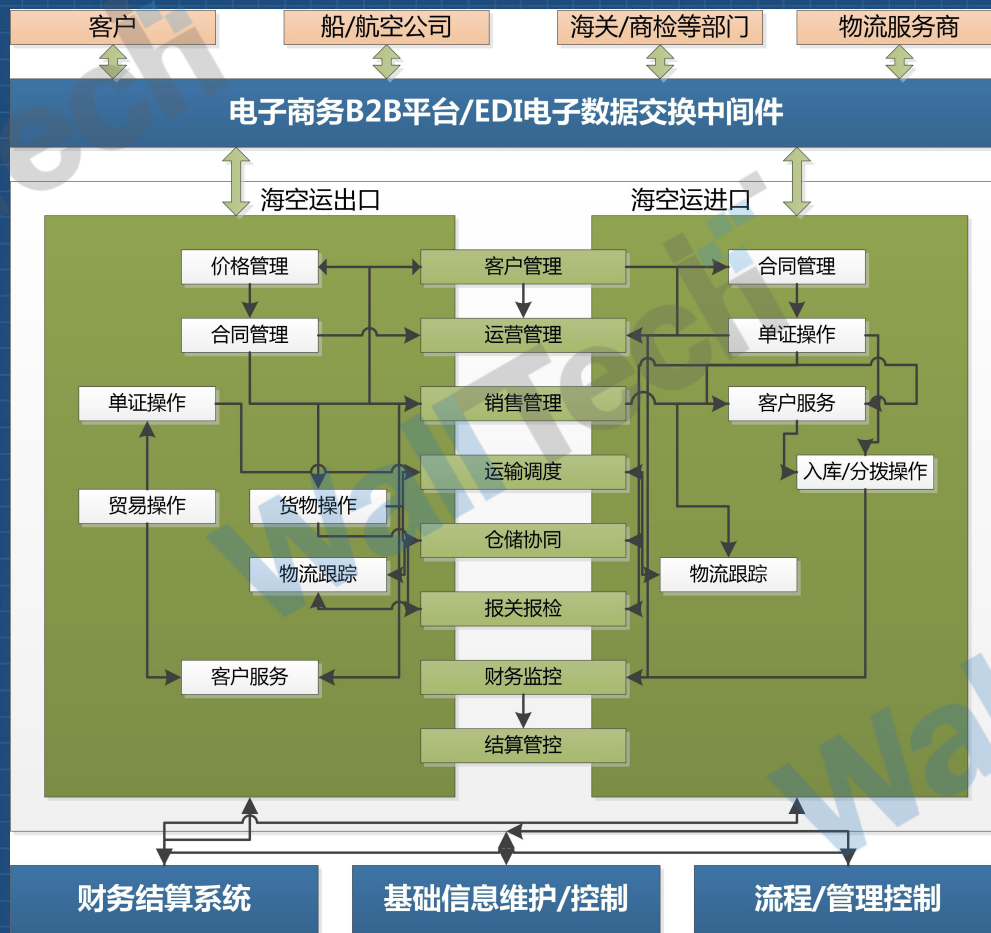 客户
船/航空公司
海关/商检等部门
物流服务商
电子商务B2B平台/EDI电子数据交换中间件
海空运出口
海空运进口
价格管理
客户管理
合同管理
合同管理
运营管理
单证操作
单证操作
销售管理
客户服务
运输调度
入库/分拨操作
贸易操作
货物操作
仓储协同
物流跟踪
物流跟踪
报关报检
客户服务
财务监控
结算管控
财务结算系统
基础信息维护/控制
流程/管理控制
WallTech
Tech
Wal